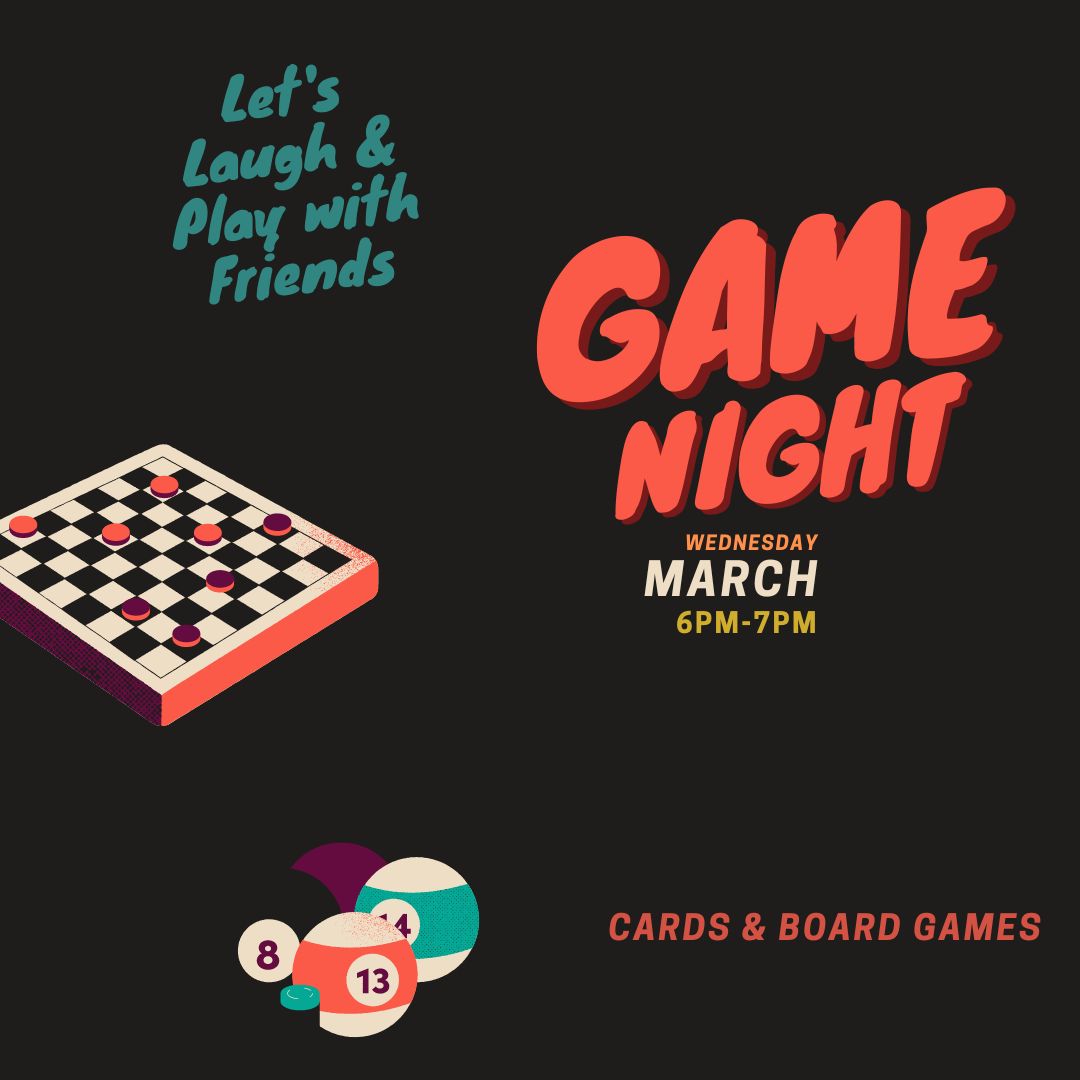 Let's
Laugh &
Play with
Friends
GAME
NIGHT
WEDNESDAY
MARCH
6PM-7PM
14
8
13
CARDS & BOARD GAMES